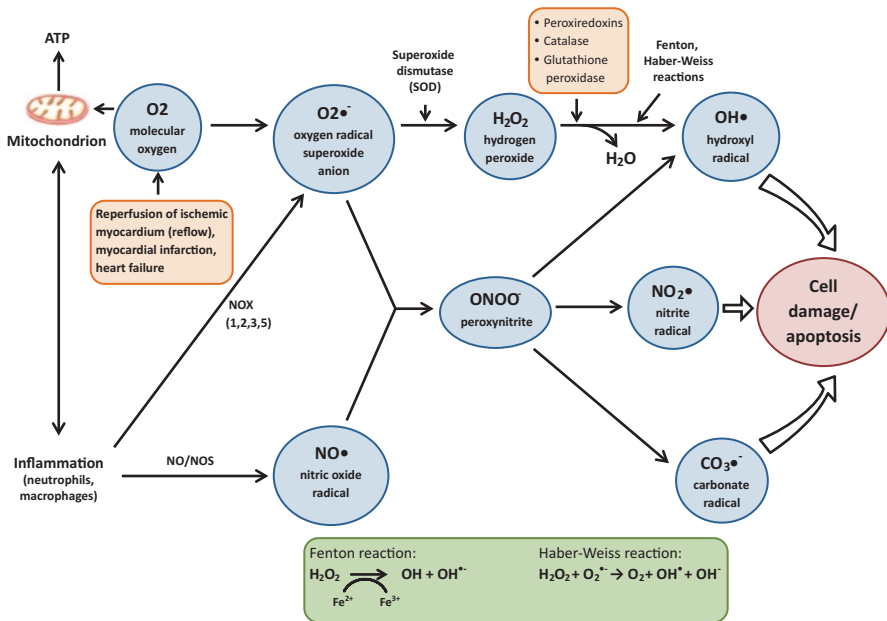 ATP
Mitochondrion
O2
molecular
oxygen
Reperfusion of ischemic
myocardium (reflow),
myocardial infarction,
heart failure
O2•⁻
oxygen radical
superoxide
anion
Superoxide
dismutase
(SOD)
H₂O₂
hydrogen
peroxide
• Peroxiredoxins
• Catalase
• Glutathione
peroxidase
H₂O
Fenton,
Haber-Weiss
reactions
OH•
hydroxyl
radical
NOX
(1,2,3,5)
ONOO⁻
peroxynitrite
NO₂•
nitrite
radical
Cell
damage/
apoptosis
Inflammation
(neutrophils,
macrophages)
NO/NOS
NO•
nitric oxide
radical
CO₃•⁻
carbonate
radical
Fenton reaction:
H₂O₂ → OH + OH•⁻
Fe²⁺ Fe³⁺
Haber-Weiss reaction:
H₂O₂ + O₂•⁻ → O₂ + OH• + OH⁻